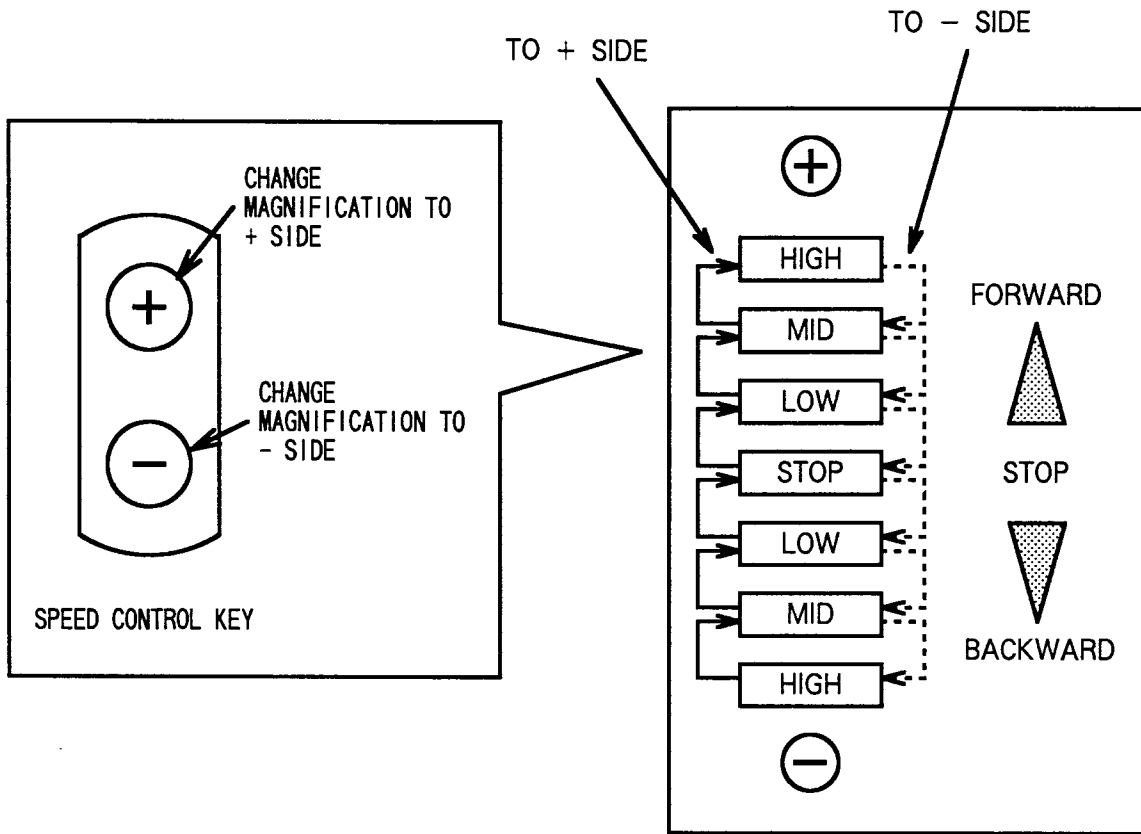 TO + SIDE
TO − SIDE
CHANGE
MAGNIFICATION TO
+ SIDE
+
CHANGE
MAGNIFICATION TO
- SIDE
−
SPEED CONTROL KEY
+
HIGH
MID
LOW
STOP
LOW
MID
HIGH
−
FORWARD
STOP
BACKWARD